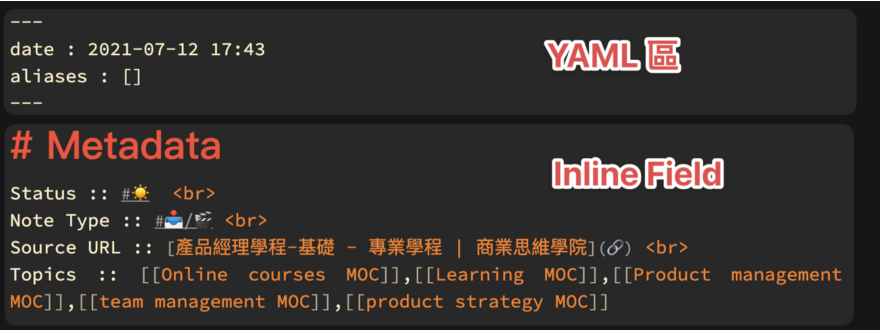 ---
date : 2021-07-12 17:43
aliases : []
---
YAML 區
# Metadata
Inline Field
Status :: #☀️ <br>
Note Type :: #📥/🎬 <br>
Source URL :: [產品經理學程-基礎 - 專業學程 | 商業思維學院](🔗) <br>
Topics :: [[Online courses MOC]],[[Learning MOC]],[[Product management
MOC]],[[team management MOC]],[[product strategy MOC]]